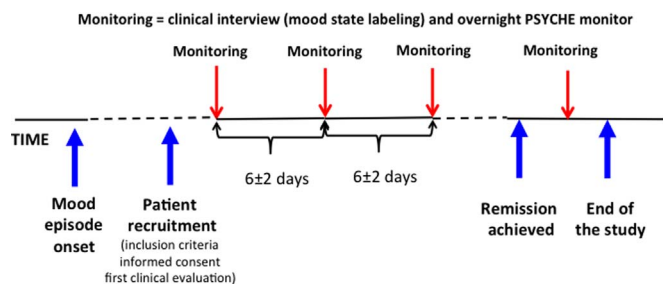 Monitoring = clinical interview (mood state labeling) and overnight PSYCHE monitor
Monitoring
Monitoring
Monitoring
Monitoring
TIME
6±2 days
6±2 days
Mood
episode
onset
Patient
recruitment
(inclusion criteria
informed consent
first clinical evaluation)
Remission
achieved
End of
the study